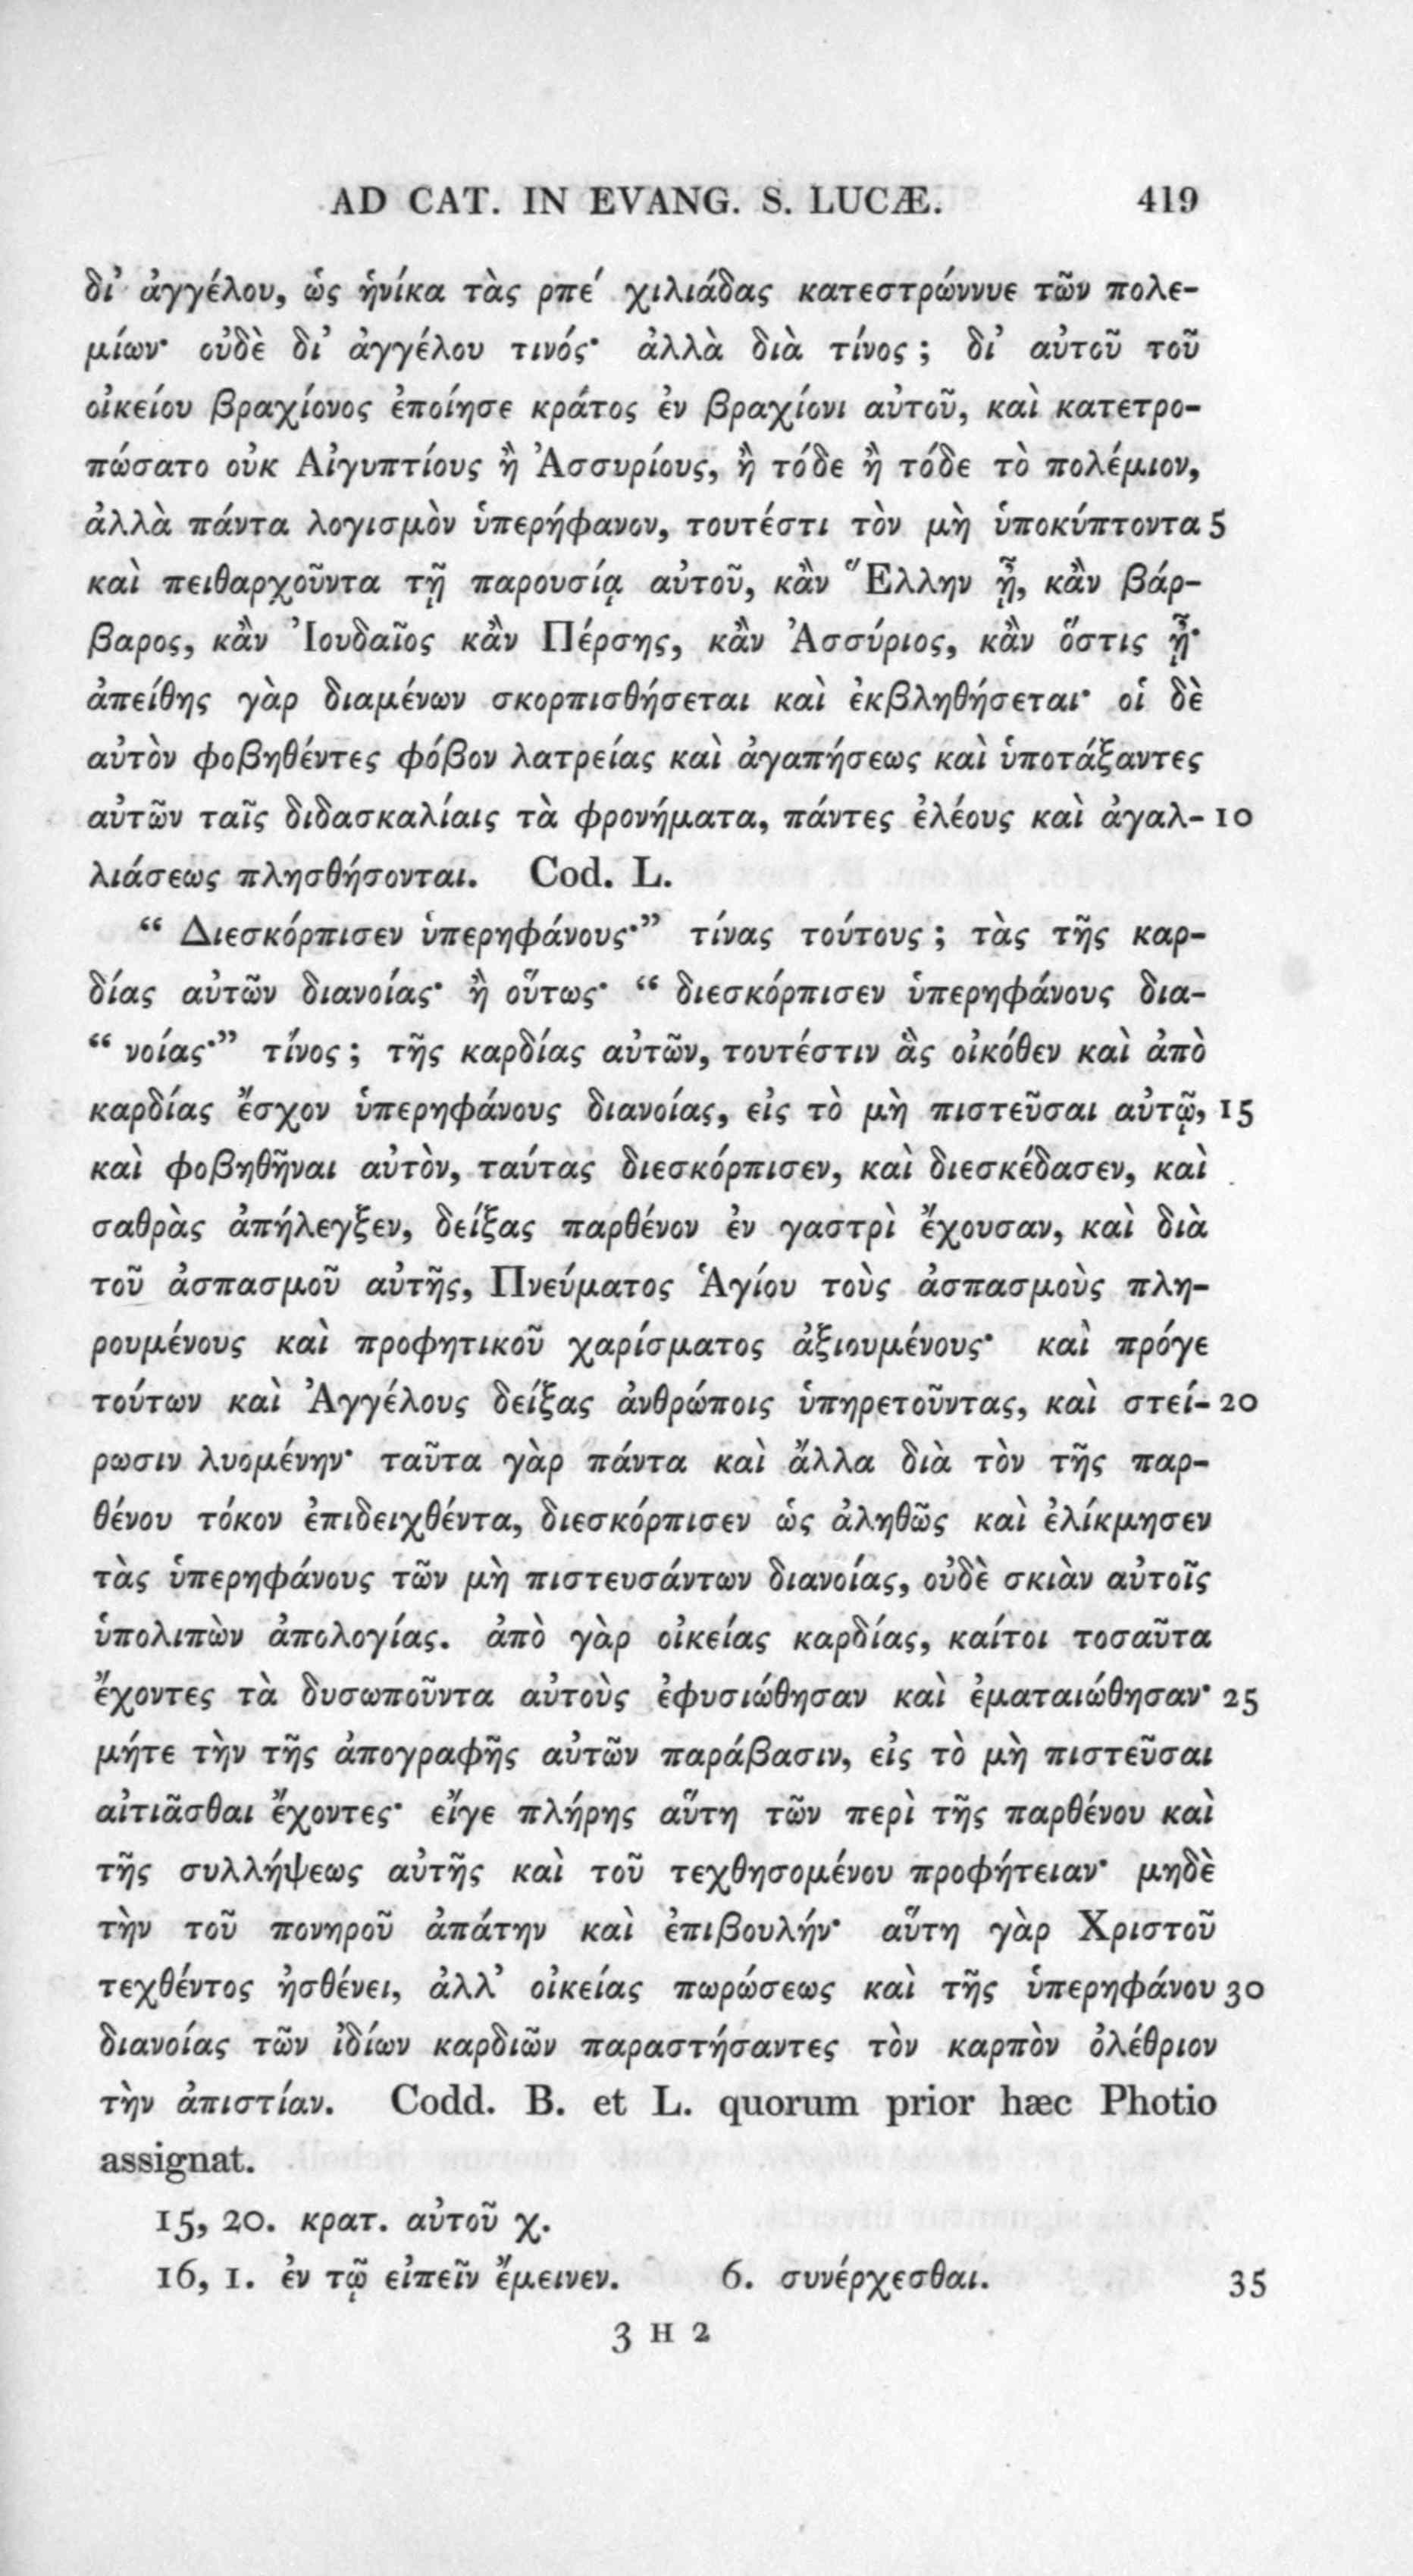 AD CAT. IN EVANG. S. LUCÆ. 419
δι’ ἀγγέλου, ὡς ἡνίκα τὰς ρπέ χιλιάδας κατεστρώννυε τῶν πολε-
μίων· οὐδὲ δι’ ἀγγέλου τινός· ἀλλὰ διὰ τίνος; δι’ αὐτοῦ τοῦ
οἰκείου βραχίονος ἐποίησε κράτος ἐν βραχίονι αὐτοῦ, καὶ κατετρο-
πώσατο οὐκ Αἰγυπτίους ἢ Ἀσσυρίους, ἢ τόδε ἢ τόδε τὸ πολέμιον,
ἀλλὰ πάντα λογισμὸν ὑπερήφανον, τουτέστι τὸν μὴ ὑποκύπτοντα 5
καὶ πειθαρχοῦντα τῇ παρουσίᾳ αὐτοῦ, κἂν Ἕλλην ᾖ, κἂν βάρ-
βαρος, κἂν Ἰουδαῖος κἂν Πέρσης, κἂν Ἀσσύριος, κἂν ὅστις ᾖ·
ἀπείθης γὰρ διαμένων σκορπισθήσεται καὶ ἐκβληθήσεται· οἱ δὲ
αὐτὸν φοβηθέντες φόβον λατρείας καὶ ἀγαπήσεως καὶ ὑποτάξαντες
αὐτῶν ταῖς διδασκαλίαις τὰ φρονήματα, πάντες ἐλέους καὶ ἀγαλ- 10
λιάσεως πλησθήσονται. Cod. L.
“ Διεσκόρπισεν ὑπερηφάνους·” τίνας τούτους; τὰς τῆς καρ-
δίας αὐτῶν διανοίας· ἢ οὕτως· “ διεσκόρπισεν ὑπερηφάνους δια-
“ νοίας·” τίνος; τῆς καρδίας αὐτῶν, τουτέστιν ἃς οἰκόθεν καὶ ἀπὸ
καρδίας ἔσχον ὑπερηφάνους διανοίας, εἰς τὸ μὴ πιστεῦσαι αὐτῷ, 15
καὶ φοβηθῆναι αὐτὸν, ταύτας διεσκόρπισεν, καὶ διεσκέδασεν, καὶ
σαθρὰς ἀπήλεγξεν, δείξας παρθένον ἐν γαστρὶ ἔχουσαν, καὶ διὰ
τοῦ ἀσπασμοῦ αὐτῆς, Πνεύματος Ἁγίου τοὺς ἀσπασμοὺς πλη-
ρουμένους καὶ προφητικοῦ χαρίσματος ἀξιουμένους· καὶ πρόγε
τούτων καὶ Ἀγγέλους δείξας ἀνθρώποις ὑπηρετοῦντας, καὶ στεί- 20
ρωσιν λυομένην· ταῦτα γὰρ πάντα καὶ ἄλλα διὰ τὸν τῆς παρ-
θένου τόκον ἐπιδειχθέντα, διεσκόρπισεν ὡς ἀληθῶς καὶ ἐλίκμησεν
τὰς ὑπερηφάνους τῶν μὴ πιστευσάντων διανοίας, οὐδὲ σκιὰν αὐτοῖς
ὑπολιπὼν ἀπολογίας. ἀπὸ γὰρ οἰκείας καρδίας, καίτοι τοσαῦτα
ἔχοντες τὰ δυσωποῦντα αὐτοὺς ἐφυσιώθησαν καὶ ἐματαιώθησαν· 25
μήτε τὴν τῆς ἀπογραφῆς αὐτῶν παράβασιν, εἰς τὸ μὴ πιστεῦσαι
αἰτιᾶσθαι ἔχοντες· εἴγε πλήρης αὕτη τῶν περὶ τῆς παρθένου καὶ
τῆς συλλήψεως αὐτῆς καὶ τοῦ τεχθησομένου προφήτειαν· μηδὲ
τὴν τοῦ πονηροῦ ἀπάτην καὶ ἐπιβουλήν· αὕτη γὰρ Χριστοῦ
τεχθέντος ἠσθένει, ἀλλ’ οἰκείας πωρώσεως καὶ τῆς ὑπερηφάνου 30
διανοίας τῶν ἰδίων καρδιῶν παραστήσαντες τὸν καρπὸν ὀλέθριον
τὴν ἀπιστίαν. Codd. B. et L. quorum prior hæc Photio
assignat.
15, 20. κρατ. αὐτοῦ χ.
16, 1. ἐν τῷ εἰπεῖν ἔμεινεν. 6. συνέρχεσθαι. 35
3 H 2